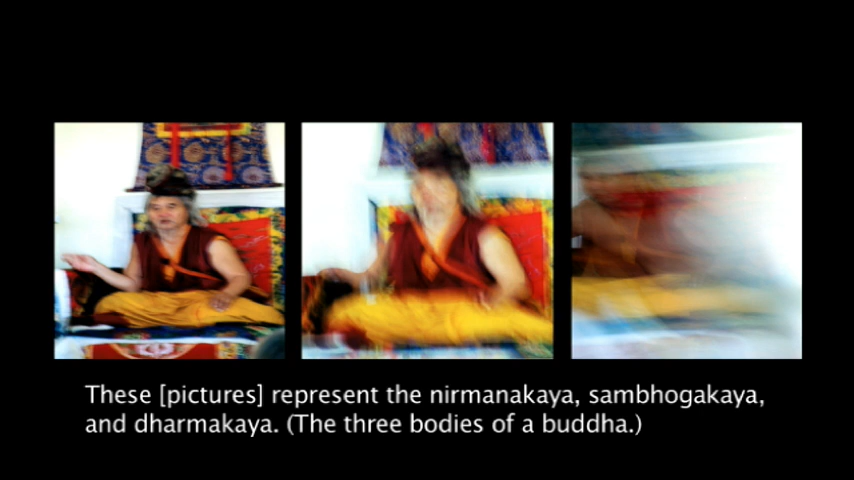 These [pictures] represent the nirmanakaya, sambhogakaya,
and dharmakaya. (The three bodies of a buddha.)